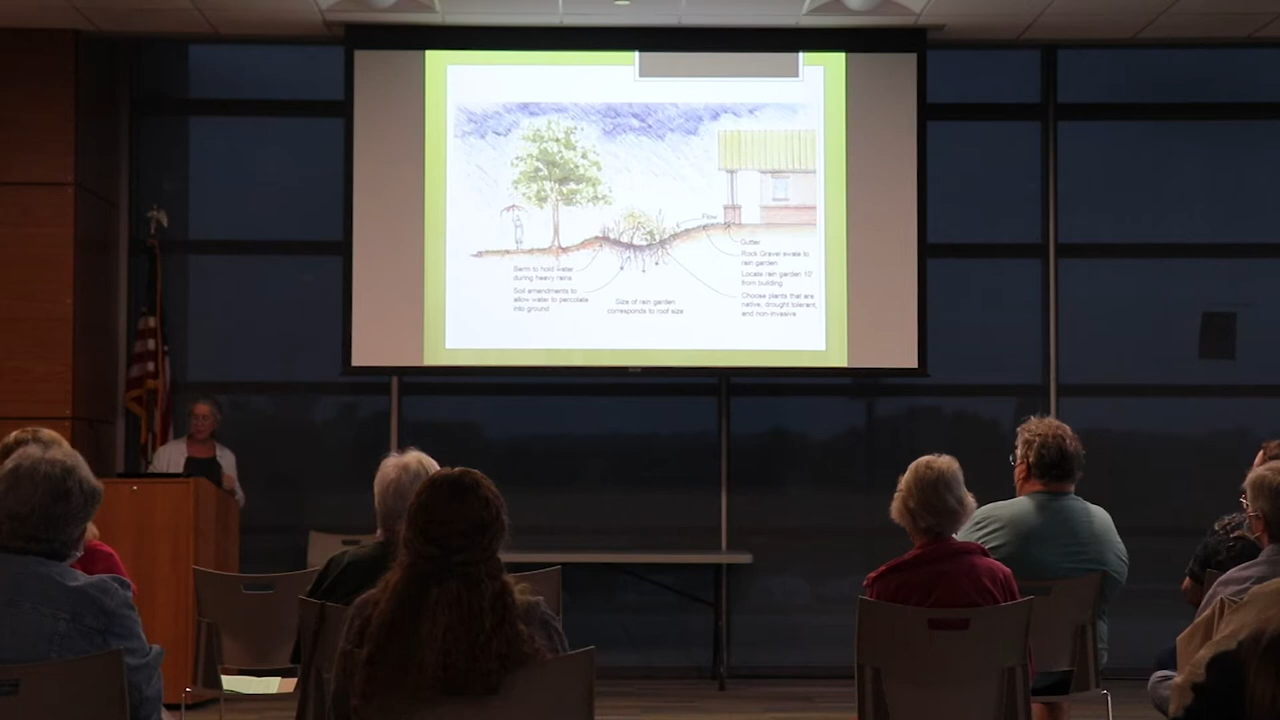 Flow
Gutter
Rock Gravel swale to
rain garden
Locate rain garden 10'
from building
Choose plants that are
native, drought tolerant,
and non-invasive
Berm to hold water
during heavy rains
Soil amendments to
allow water to percolate
into ground
Size of rain garden
corresponds to roof size